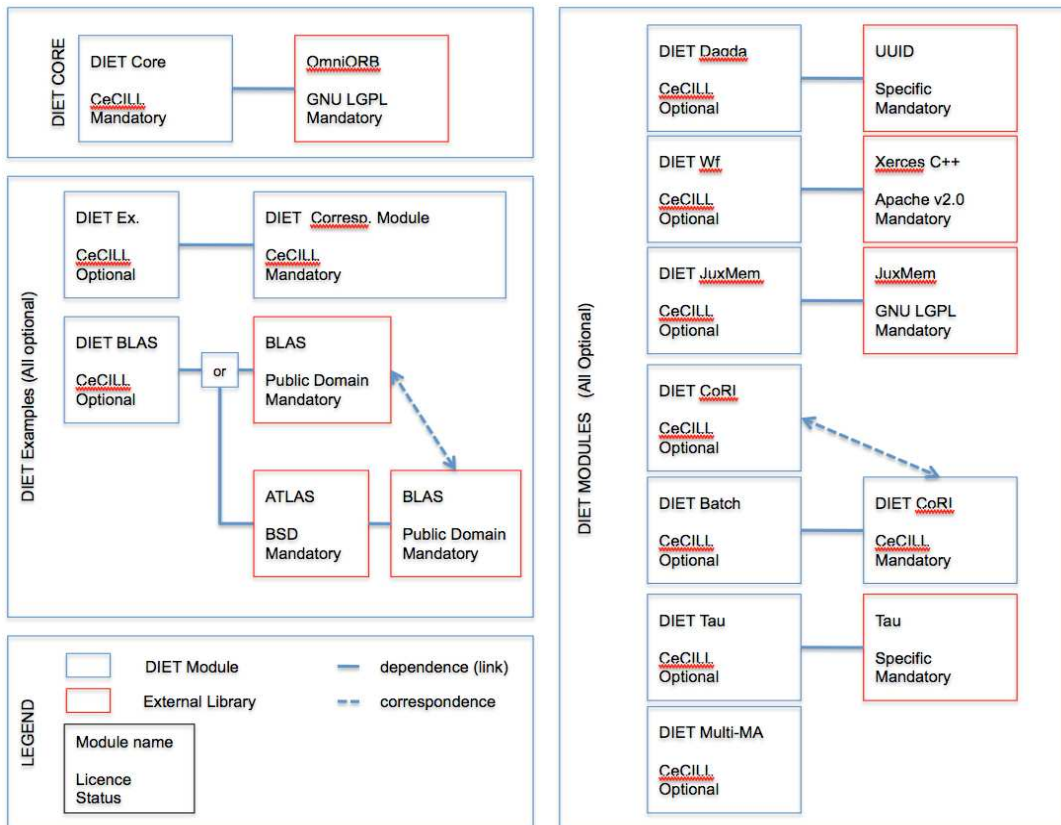 DIET CORE
DIET Core
CeCILL
Mandatory
OmniORB
GNU LGPL
Mandatory
DIET Examples (All optional)
DIET Ex.
CeCILL
Optional
DIET Corresp. Module
CeCILL
Mandatory
DIET BLAS
CeCILL
Optional
or
BLAS
Public Domain
Mandatory
ATLAS
BSD
Mandatory
BLAS
Public Domain
Mandatory
LEGEND
DIET Module
dependence (link)
External Library
correspondence
Module name
Licence
Status
DIET MODULES (All Optional)
DIET Dagda
CeCILL
Optional
UUID
Specific
Mandatory
DIET Wf
CeCILL
Optional
Xerces C++
Apache v2.0
Mandatory
DIET JuxMem
CeCILL
Optional
JuxMem
GNU LGPL
Mandatory
DIET CoRI
CeCILL
Optional
DIET Batch
CeCILL
Optional
DIET CoRI
CeCILL
Mandatory
DIET Tau
CeCILL
Optional
Tau
Specific
Mandatory
DIET Multi-MA
CeCILL
Optional